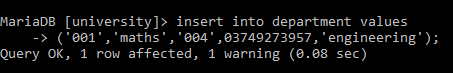 MariaDB [university]> insert into department values
-> ('001','maths','004',03749273957,'engineering');
Query OK, 1 row affected, 1 warning (0.08 sec)